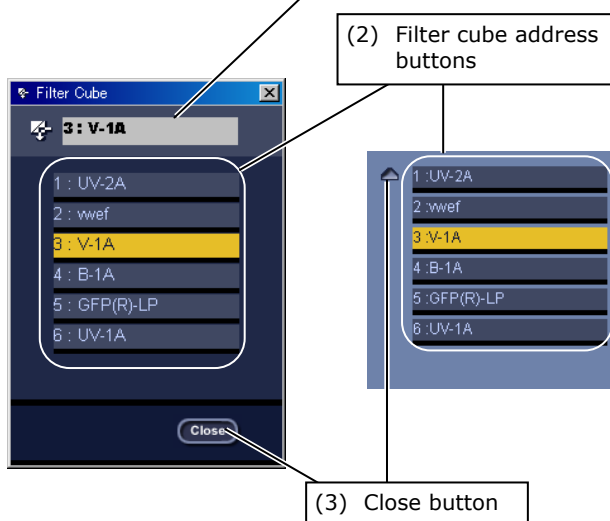 (2) Filter cube address
buttons
Filter Cube
3 : V-1A
1 : UV-2A
2 : vwef
3 : V-1A
4 : B-1A
5 : GFP(R)-LP
6 : UV-1A
Close
1 :UV-2A
2 :vwef
3 :V-1A
4 :B-1A
5 :GFP(R)-LP
6 :UV-1A
(3) Close button